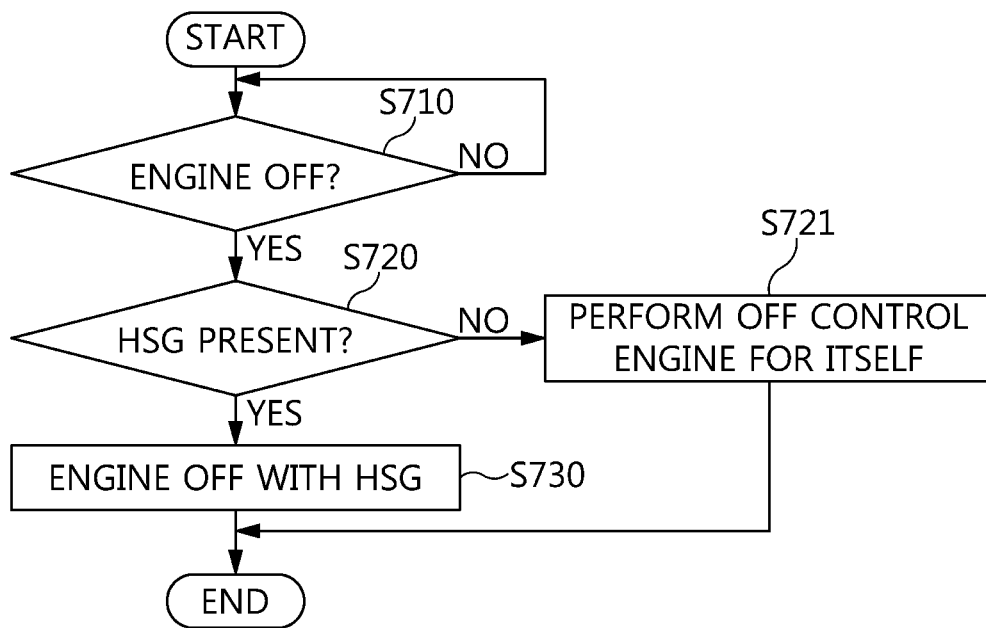 START
S710
ENGINE OFF?
NO
YES
S720
S721
HSG PRESENT?
NO
PERFORM OFF CONTROL
ENGINE FOR ITSELF
YES
ENGINE OFF WITH HSG
S730
END